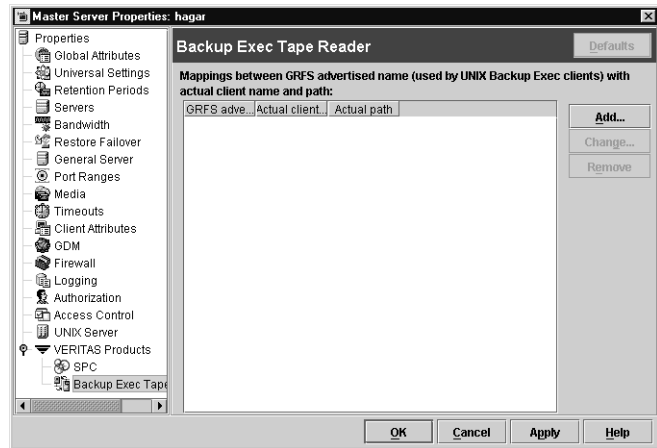 Master Server Properties: hagar
Properties
Global Attributes
Universal Settings
Retention Periods
Servers
Bandwidth
Restore Failover
General Server
Port Ranges
Media
Timeouts
Client Attributes
GDM
Firewall
Logging
Authorization
Access Control
UNIX Server
VERITAS Products
SPC
Backup Exec Tape
Backup Exec Tape Reader
Defaults
Mappings between GRFS advertised name (used by UNIX Backup Exec clients) with
actual client name and path:
GRFS adve... Actual client... Actual path
Add...
Change...
Remove
OK Cancel Apply Help